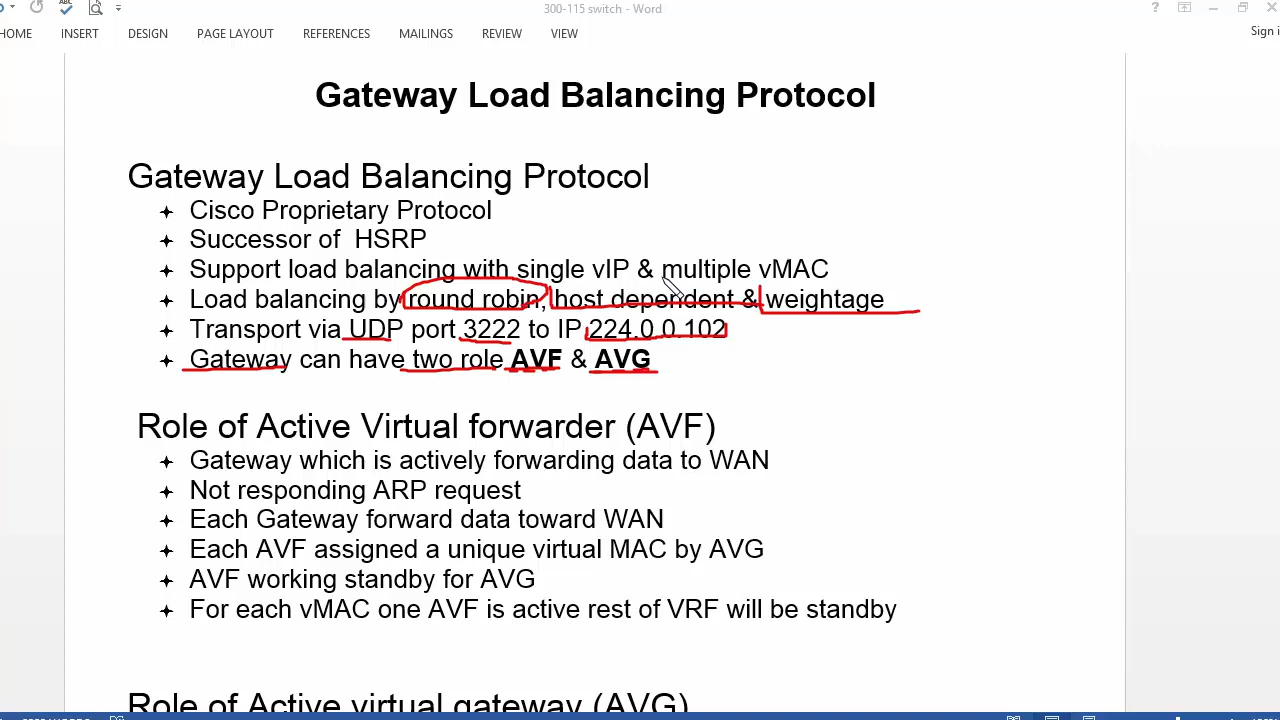 300-115 switch - Word
HOME INSERT DESIGN PAGE LAYOUT REFERENCES MAILINGS REVIEW VIEW Sign i
Gateway Load Balancing Protocol
Gateway Load Balancing Protocol
Cisco Proprietary Protocol
Successor of HSRP
Support load balancing with single vIP & multiple vMAC
Load balancing by round robin, host dependent & weightage
Transport via UDP port 3222 to IP 224.0.0.102
Gateway can have two role AVF & AVG
Role of Active Virtual forwarder (AVF)
Gateway which is actively forwarding data to WAN
Not responding ARP request
Each Gateway forward data toward WAN
Each AVF assigned a unique virtual MAC by AVG
AVF working standby for AVG
For each vMAC one AVF is active rest of VRF will be standby
Role of Active virtual gateway (AVG)